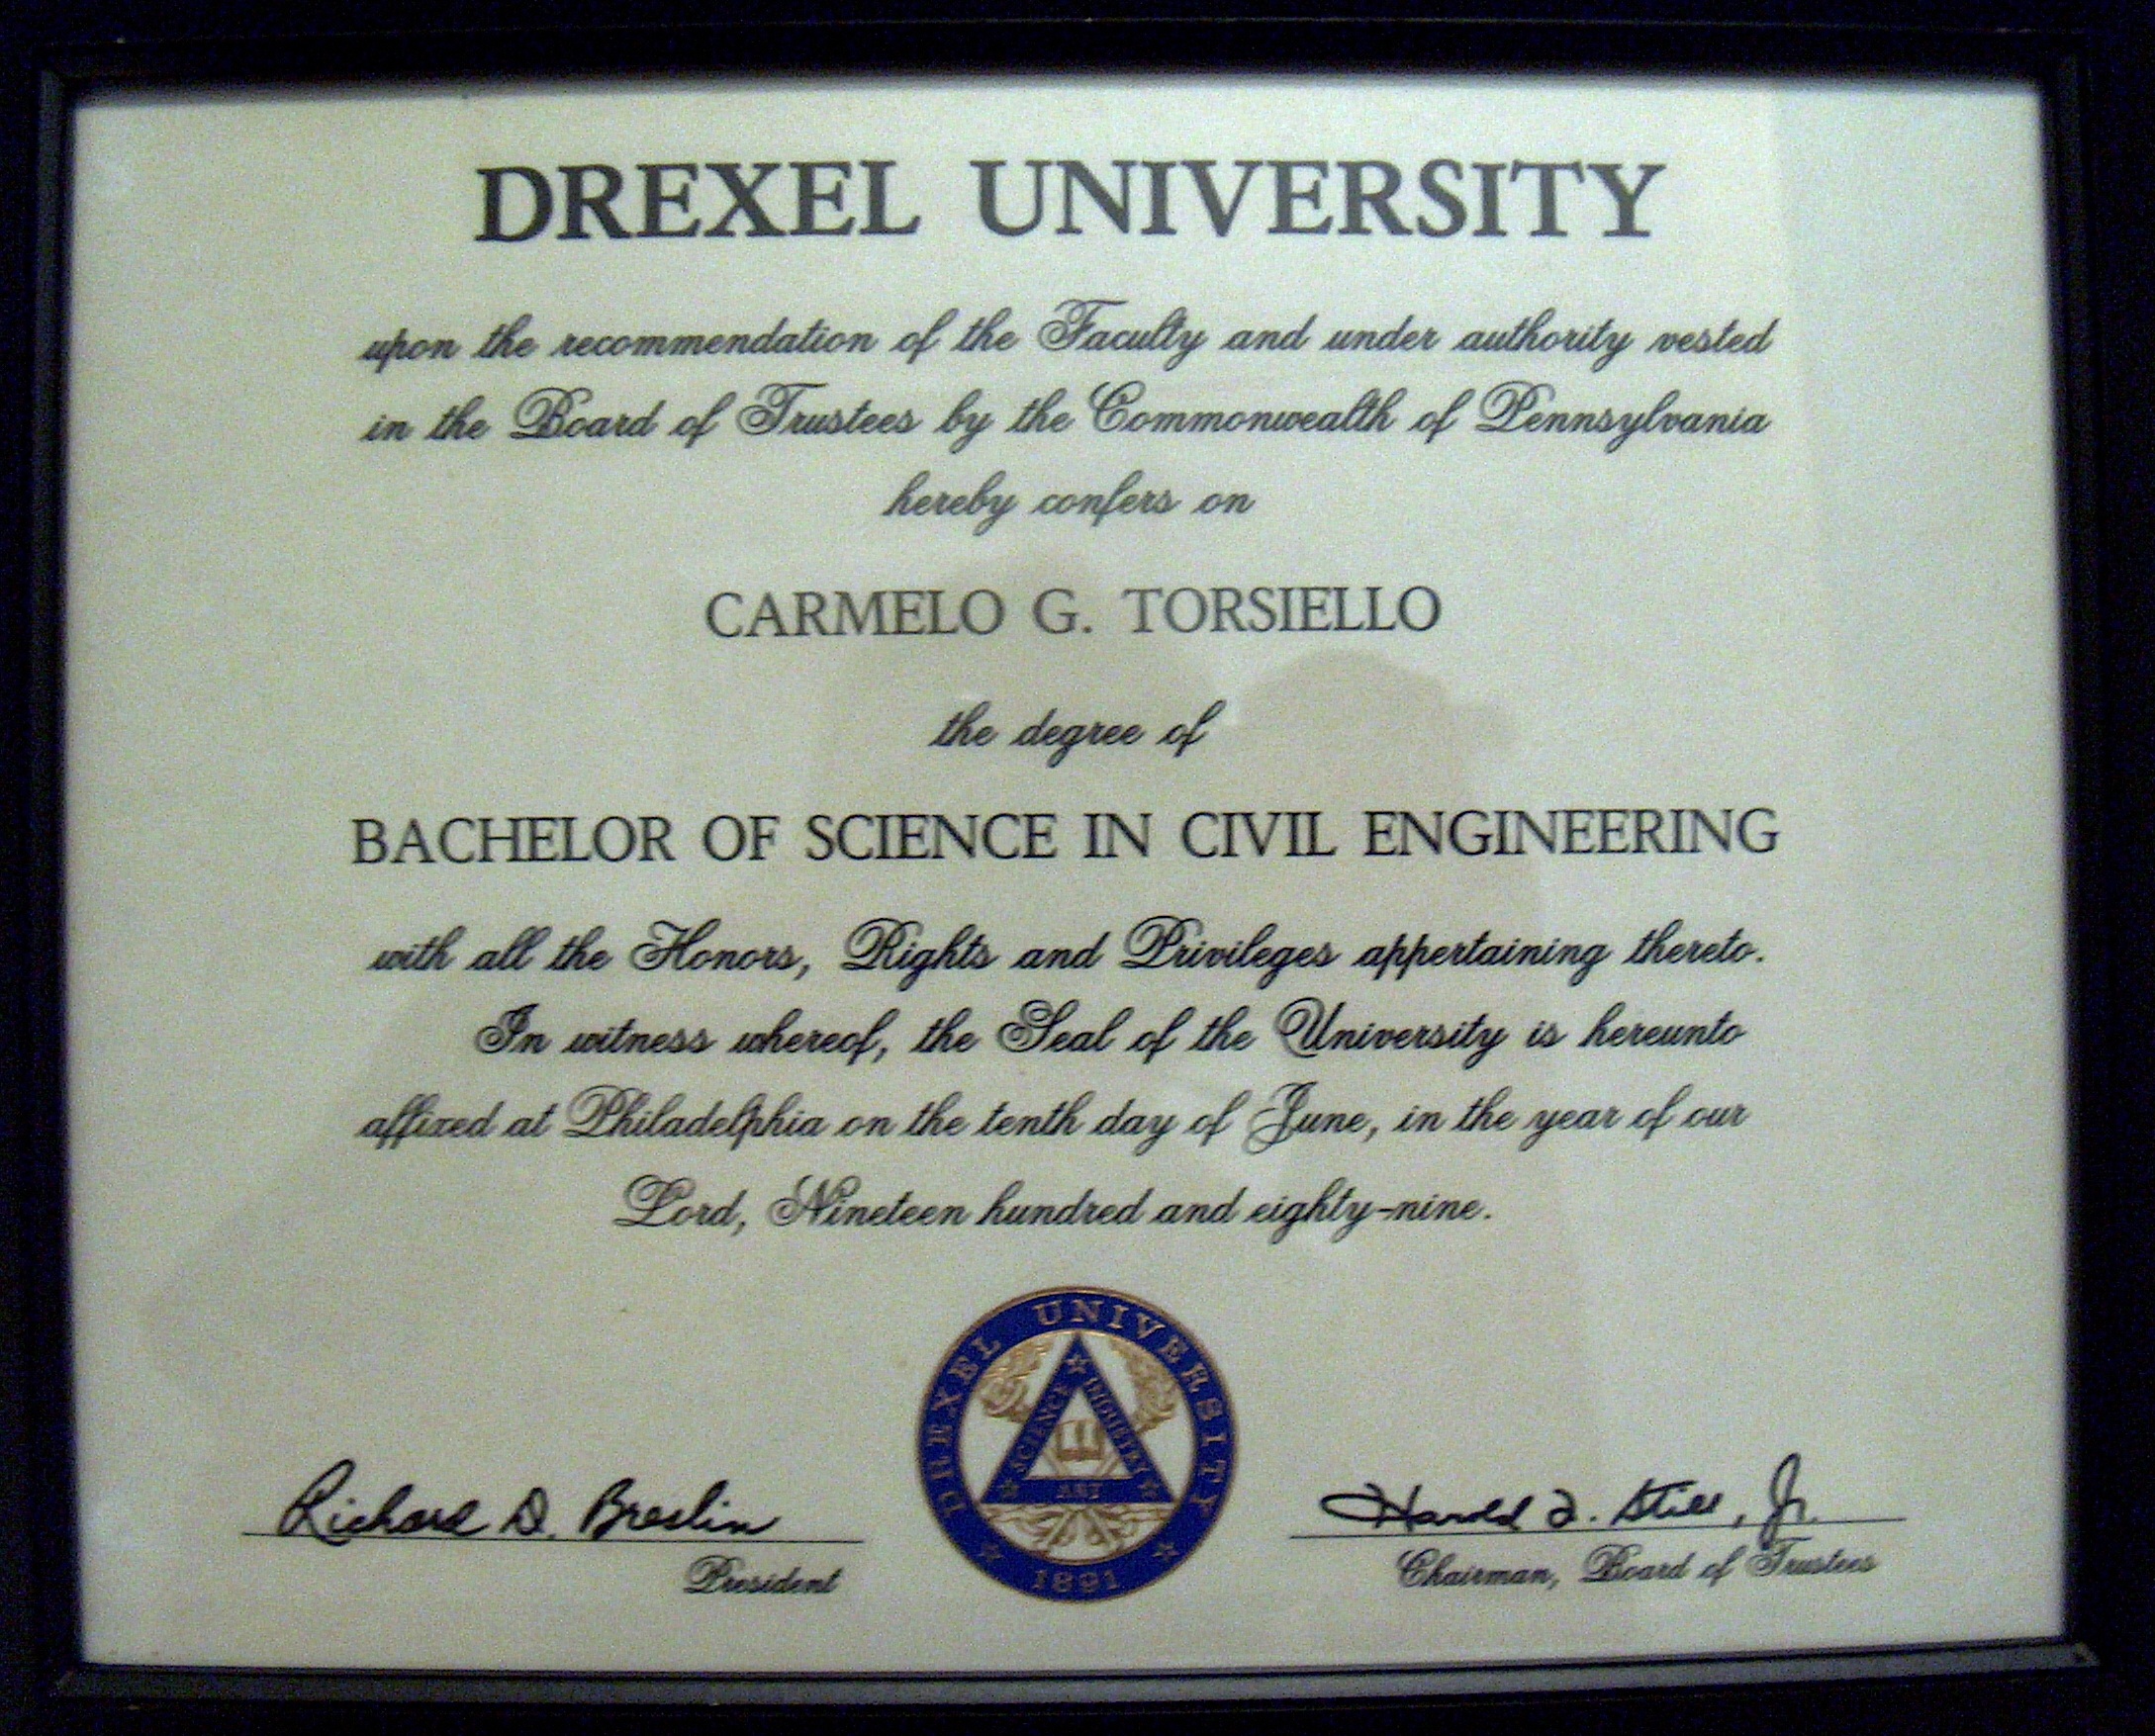 DREXEL UNIVERSITY
upon the recommendation of the Faculty and under authority vested
in the Board of Trustees by the Commonwealth of Pennsylvania
hereby confers on
CARMELO G. TORSIELLO
the degree of
BACHELOR OF SCIENCE IN CIVIL ENGINEERING
with all the Honors, Rights and Privileges appertaining thereto.
In witness whereof, the Seal of the University is hereunto
affixed at Philadelphia on the tenth day of June, in the year of our
Lord, Nineteen hundred and eighty-nine.
DREXEL UNIVERSITY
SCIENCE INDUSTRY
ART
1891
Richard D. Breslin
President
Harold I. Still, Jr.
Chairman, Board of Trustees